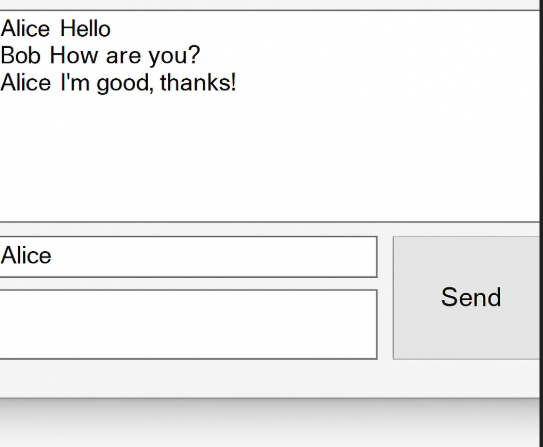 Alice Hello
Bob How are you?
Alice I'm good, thanks!
Alice
Send